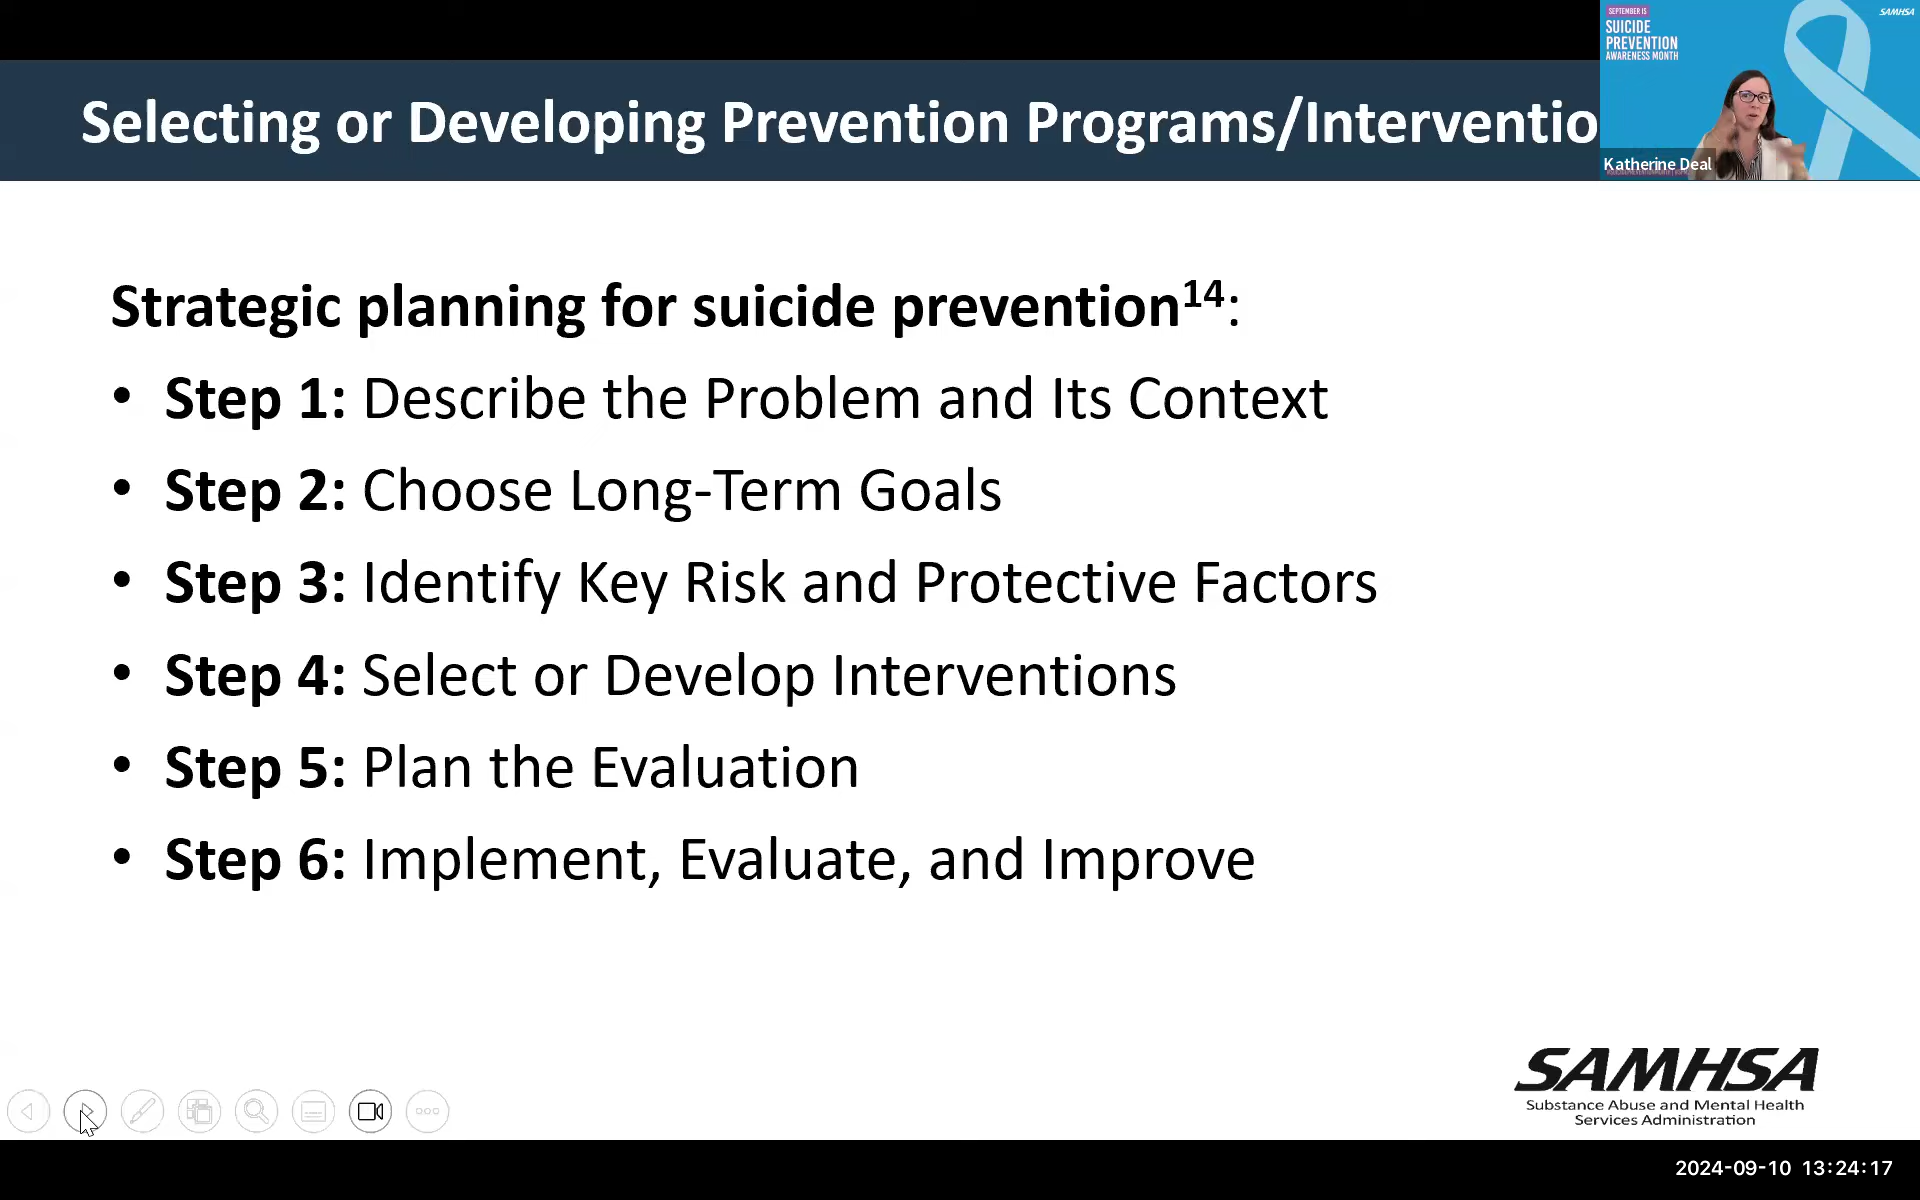 Selecting or Developing Prevention Programs/Interventio
SEPTEMBER IS
SUICIDE
PREVENTION
AWARENESS MONTH
SAMHSA
Katherine Deal
Strategic planning for suicide prevention14:
• Step 1: Describe the Problem and Its Context
• Step 2: Choose Long-Term Goals
• Step 3: Identify Key Risk and Protective Factors
• Step 4: Select or Develop Interventions
• Step 5: Plan the Evaluation
• Step 6: Implement, Evaluate, and Improve
SAMHSA
Substance Abuse and Mental Health
Services Administration
2024-09-10 13:24:17